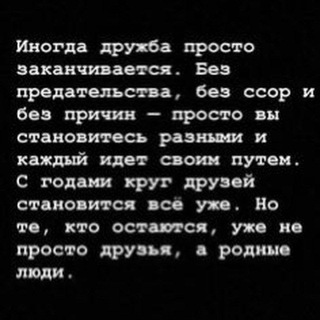 Иногда дружба просто
заканчивается. Без
предательства, без ссор и
без причин — просто вы
становитесь разными и
каждый идет своим путем.
С годами круг друзей
становится всё уже. Но
те, кто остаются, уже не
просто друзья, а родные
люди.